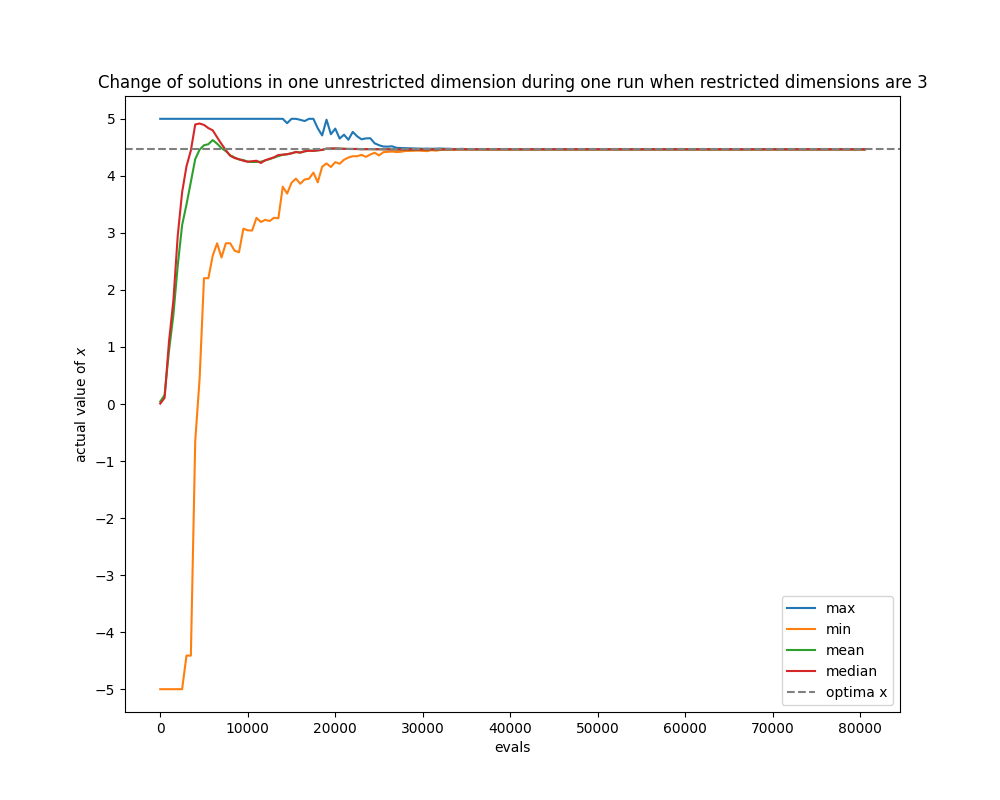 Change of solutions in one unrestricted dimension during one run when restricted dimensions are 3
5
4
3
2
1
0
−1
−2
−3
−4
−5
actual value of x
0 10000 20000 30000 40000 50000 60000 70000 80000
evals
max
min
mean
median
optima x